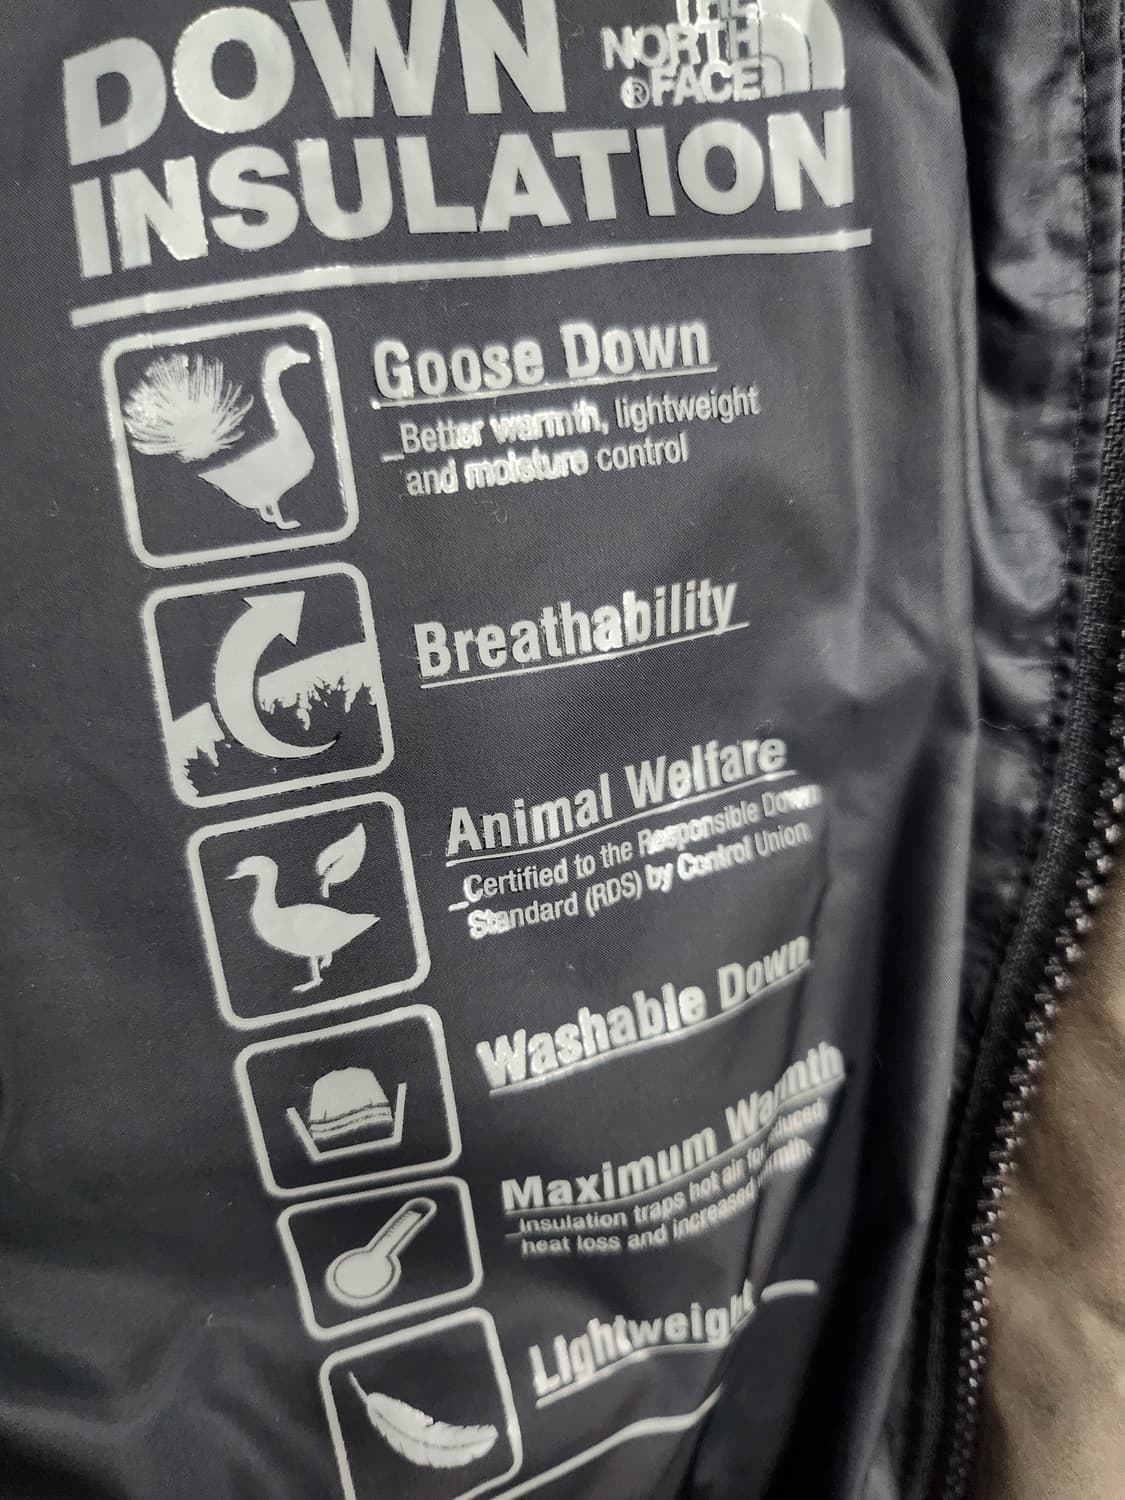 DOWN
THE
NORTH
®FACE
INSULATION
Goose Down
_Better warmth, lightweight
and moisture control
Breathability
Animal Welfare
_Certified to the Responsible Down
Standard (RDS) by Control Union
Washable Down
Maximum Warmth
_Insulation traps hot air for
heat loss and increased warmth
Lightweight